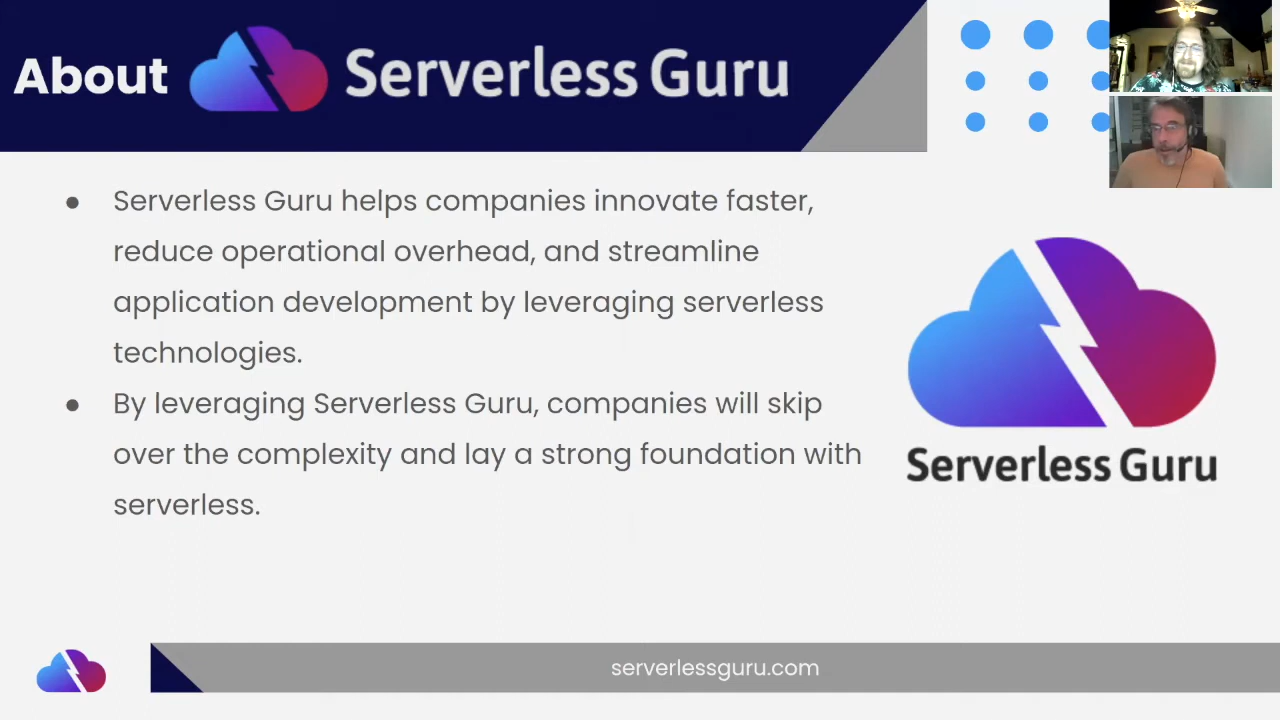 About Serverless Guru
● Serverless Guru helps companies innovate faster,
reduce operational overhead, and streamline
application development by leveraging serverless
technologies.
● By leveraging Serverless Guru, companies will skip
over the complexity and lay a strong foundation with
serverless.
Serverless Guru
serverlessguru.com